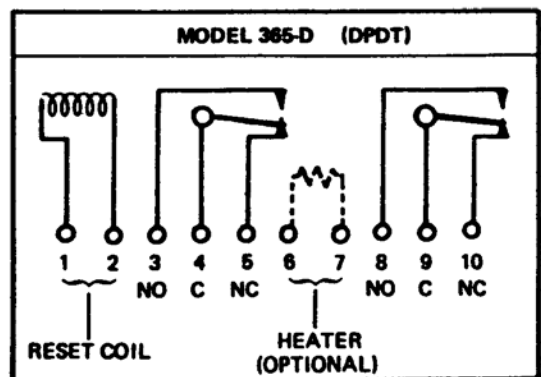 MODEL 365-D (DPDT)
1 2 3 4 5 6 7 8 9 10
NO C NC NO C NC
RESET COIL
HEATER
(OPTIONAL)